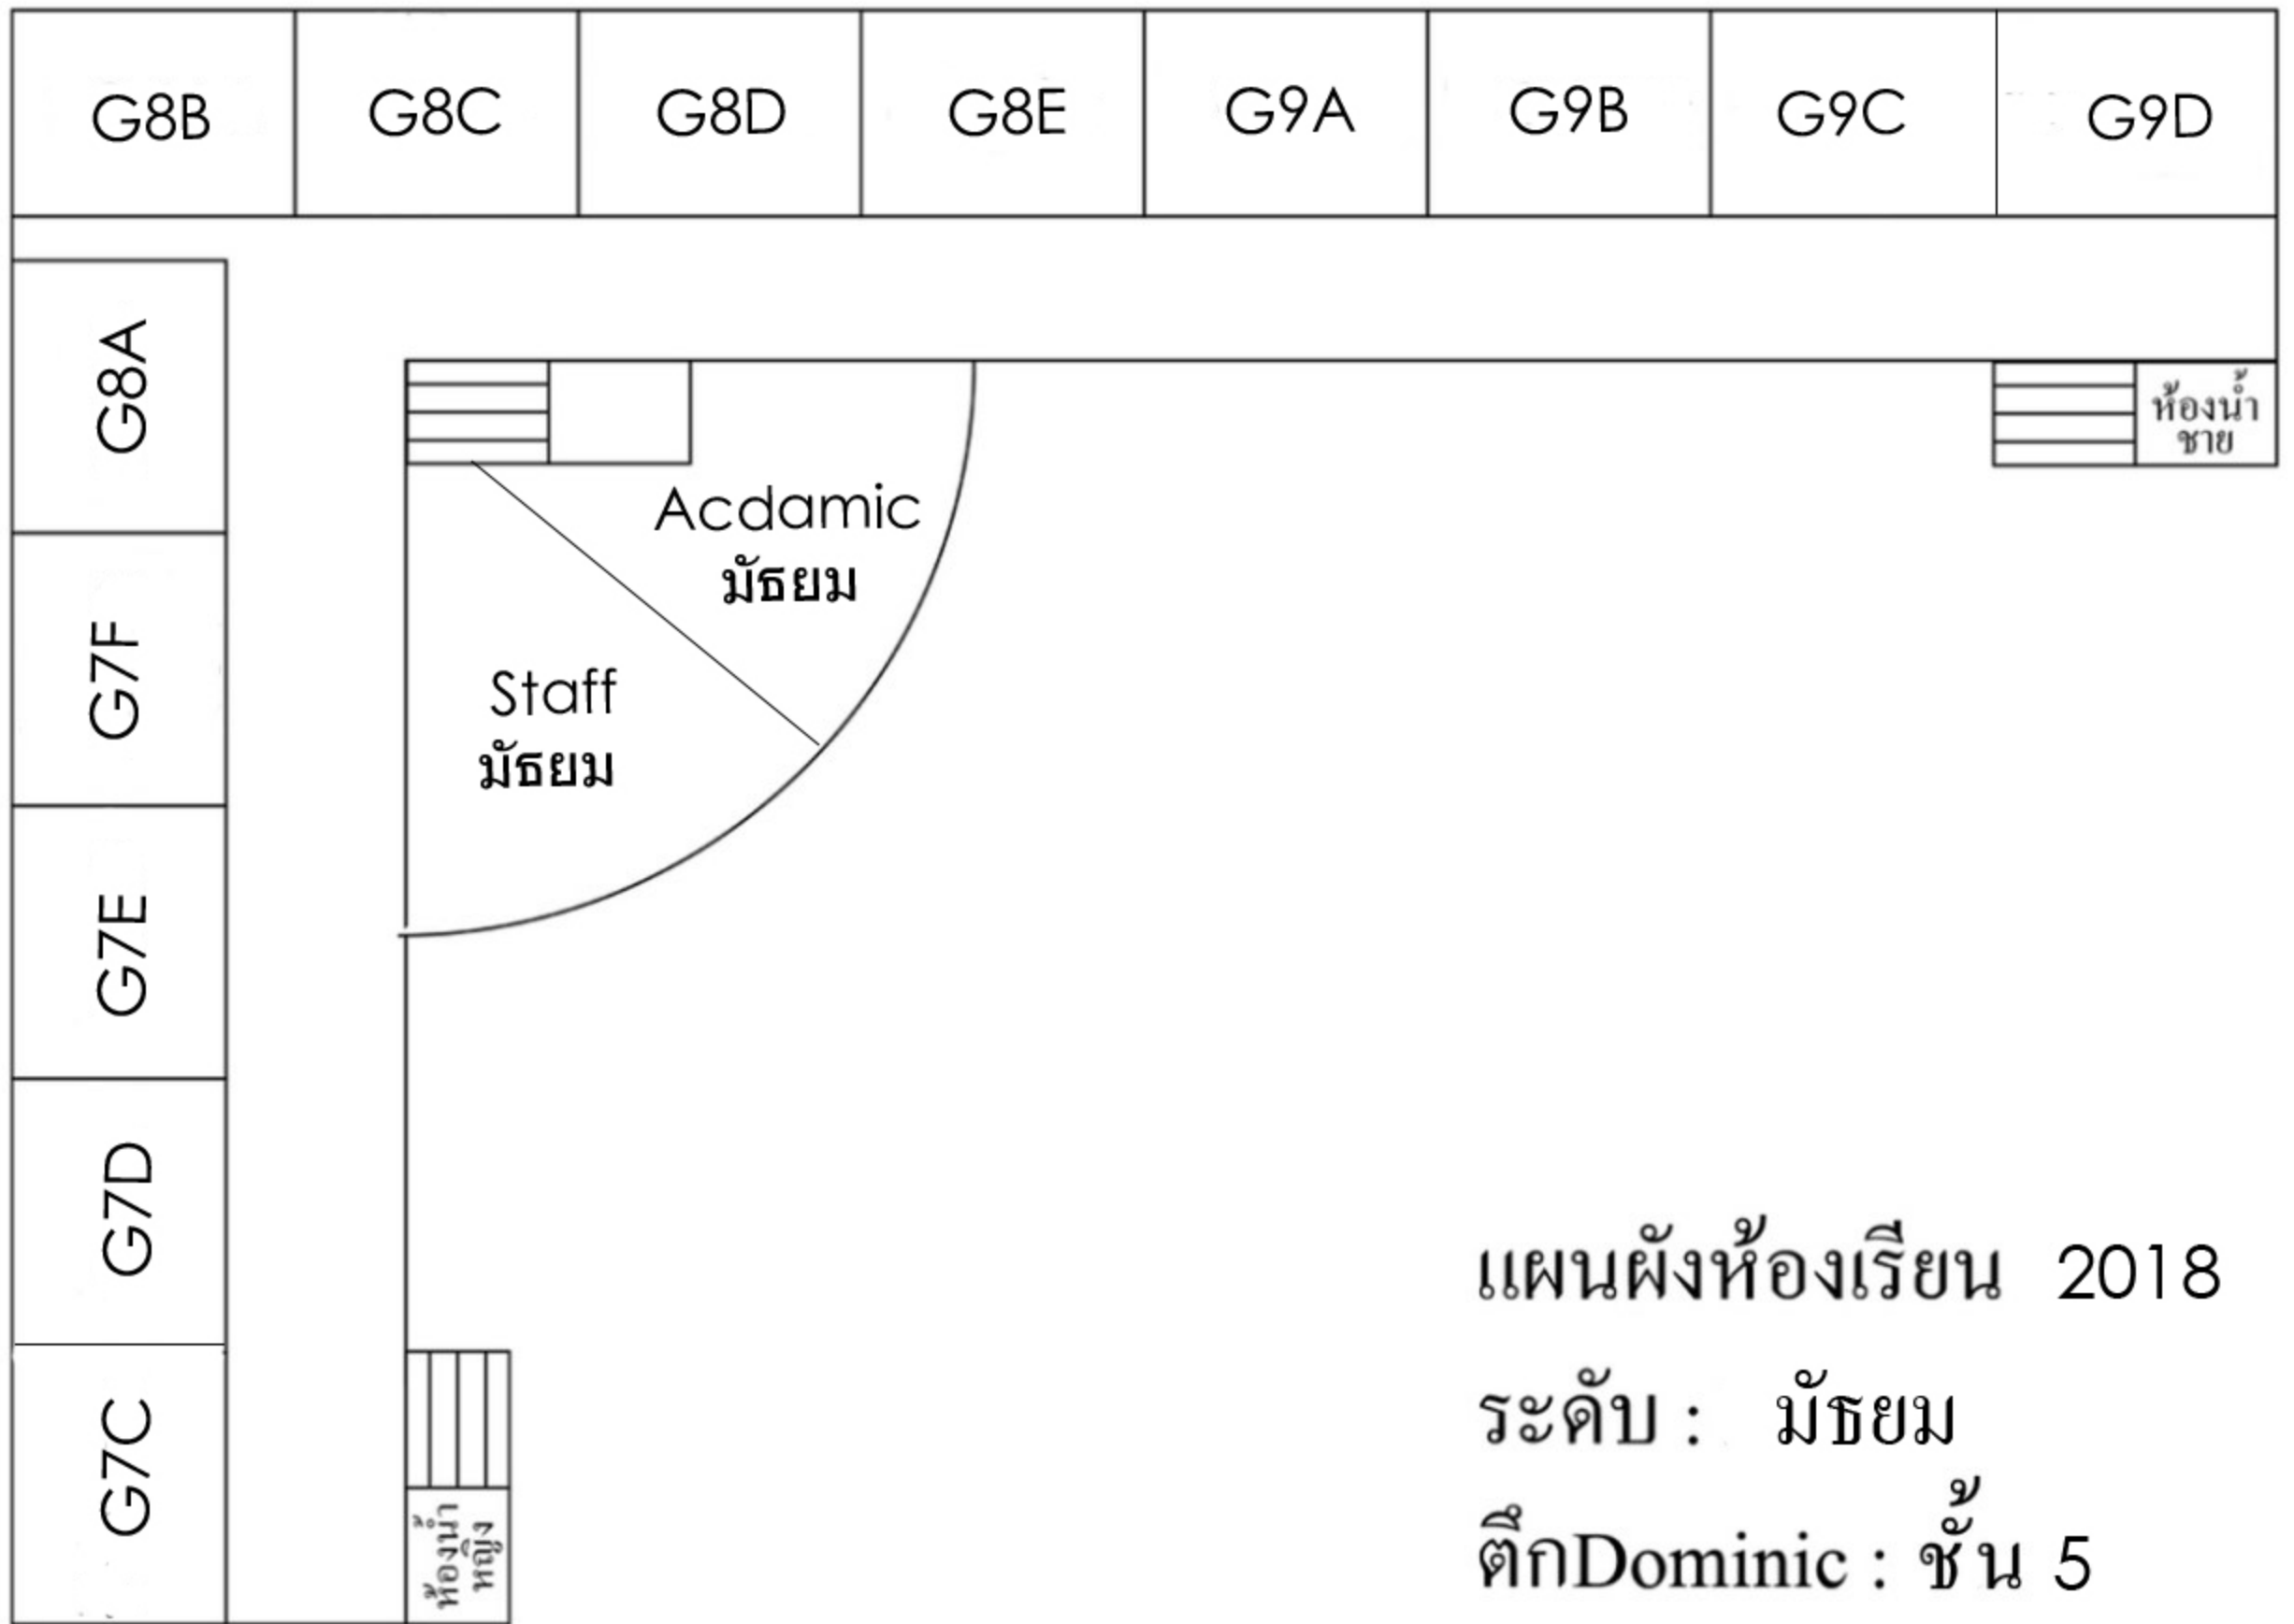 G8B
G8C
G8D
G8E
G9A
G9B
G9C
G9D
G8A
G7F
G7E
G7D
G7C
ห้องน้ำ
ชาย
Acdamic
มัธยม
Staff
มัธยม
ห้องน้ำ
หญิง
แผนผังห้องเรียน 2018
ระดับ : มัธยม
ตึกDominic : ชั้น 5